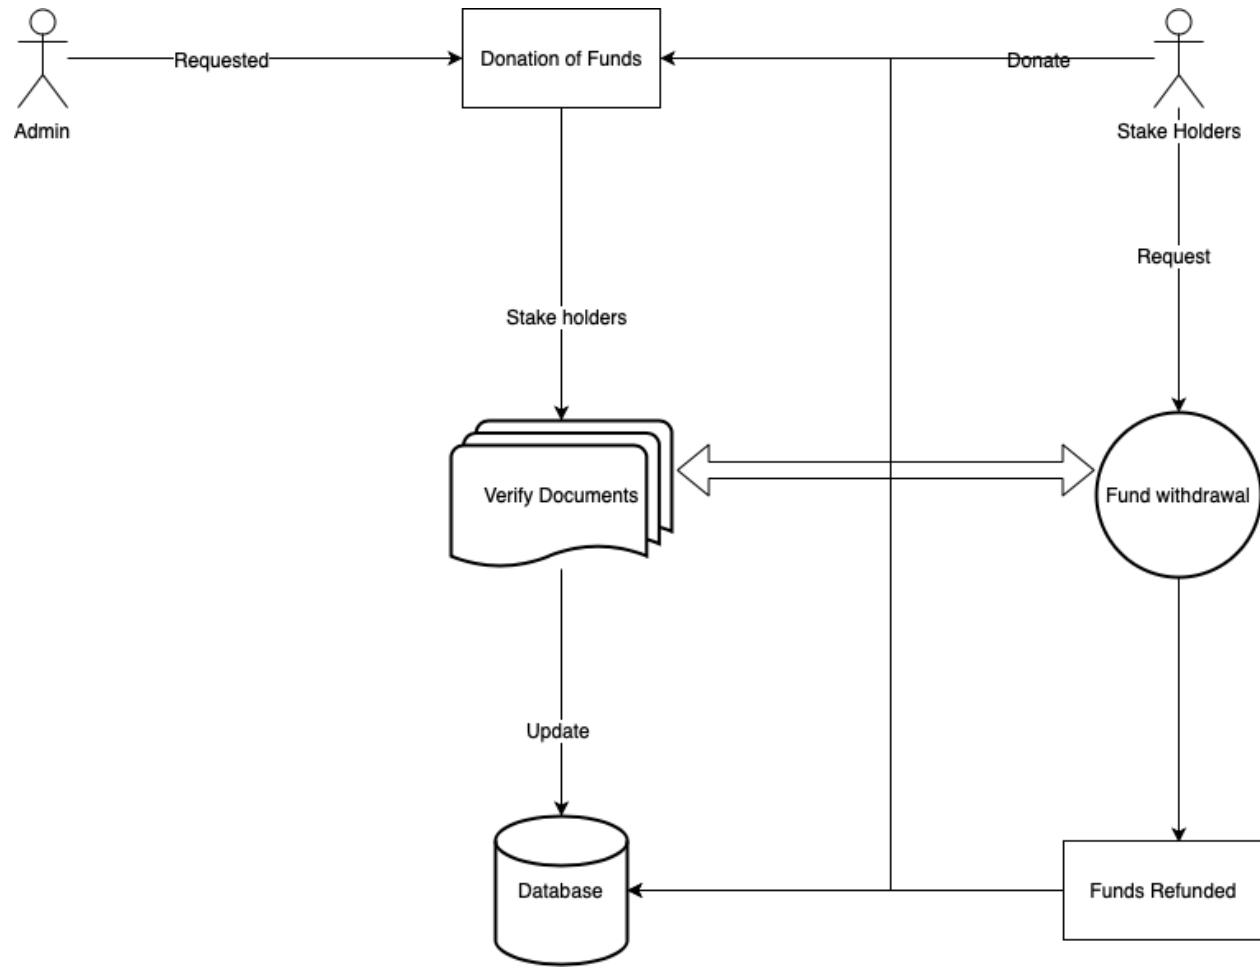 Requested
Donation of Funds
Donate
Admin
Stake Holders
Request
Stake holders
Verify Documents
Fund withdrawal
Update
Database
Funds Refunded